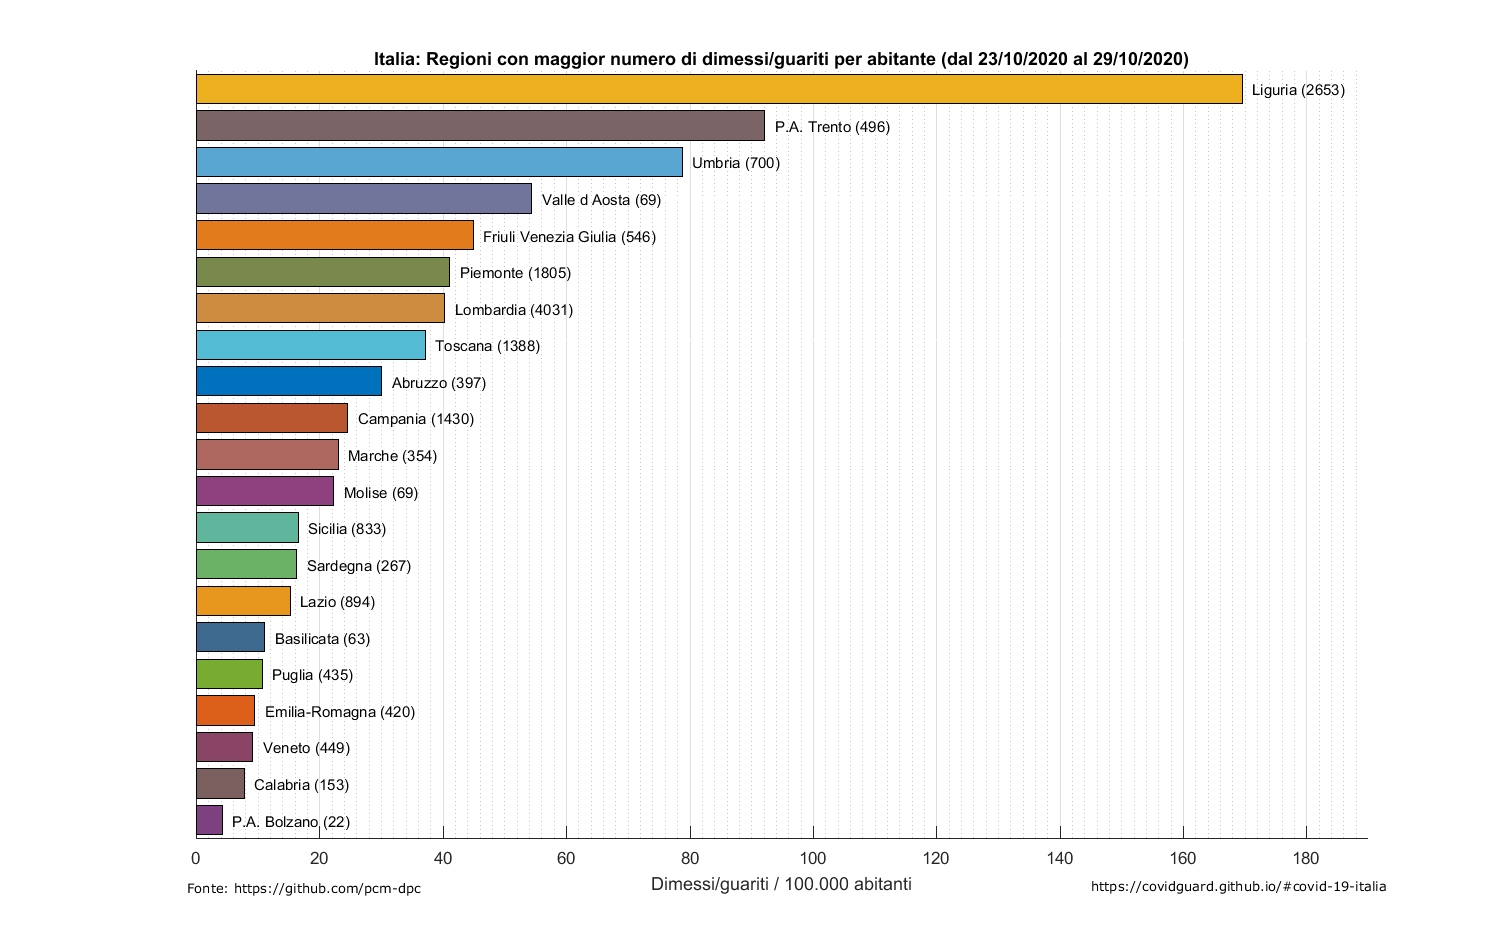 Italia: Regioni con maggior numero di dimessi/guariti per abitante (dal 23/10/2020 al 29/10/2020)
Liguria (2653)
P.A. Trento (496)
Umbria (700)
Valle d Aosta (69)
Friuli Venezia Giulia (546)
Piemonte (1805)
Lombardia (4031)
Toscana (1388)
Abruzzo (397)
Campania (1430)
Marche (354)
Molise (69)
Sicilia (833)
Sardegna (267)
Lazio (894)
Basilicata (63)
Puglia (435)
Emilia-Romagna (420)
Veneto (449)
Calabria (153)
P.A. Bolzano (22)
0 20 40 60 80 100 120 140 160 180
Dimessi/guariti / 100.000 abitanti
Fonte: https://github.com/pcm-dpc
https://covidguard.github.io/#covid-19-italia